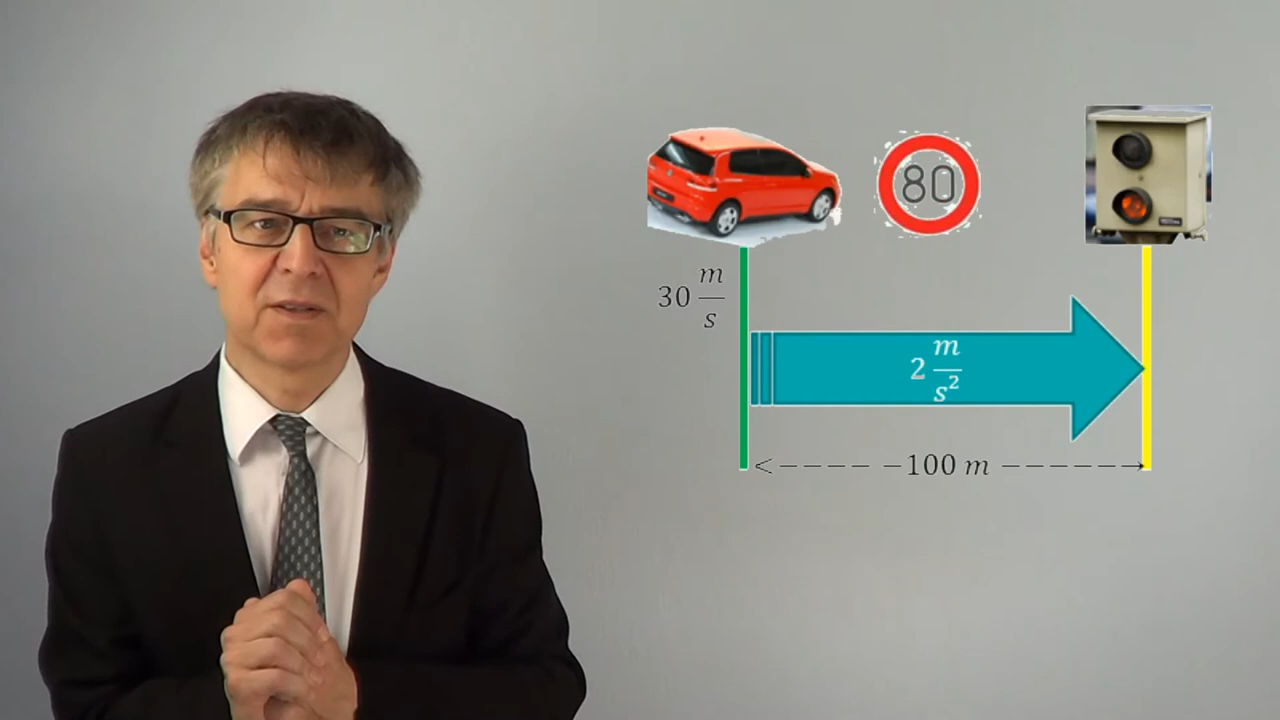 80
30 m/s
2 m/s²
<---- -100 m ------→